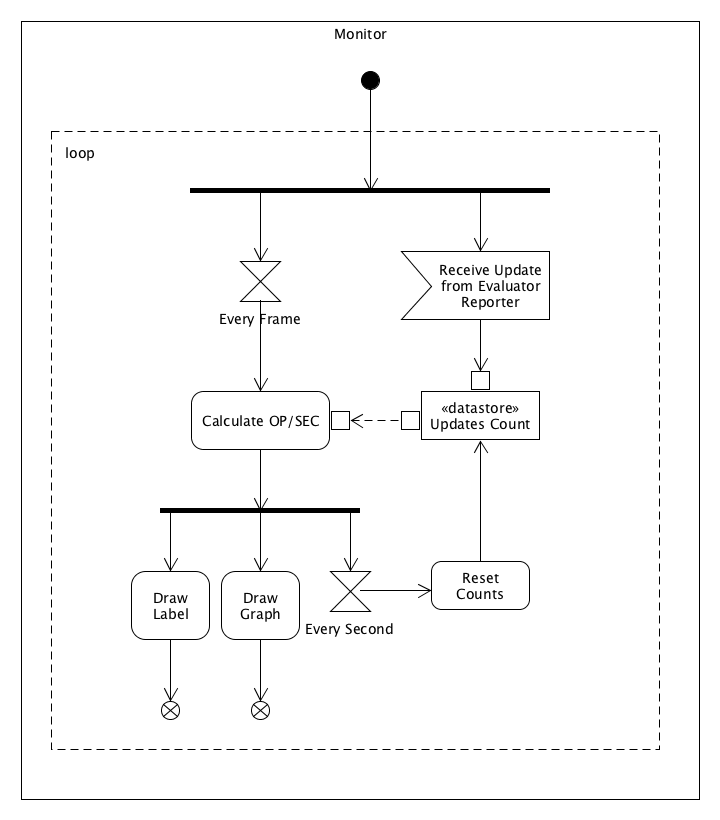 Monitor
loop
Receive Update
from Evaluator
Reporter
Every Frame
Calculate OP/SEC
«datastore»
Updates Count
Draw
Label
Draw
Graph
Every Second
Reset
Counts